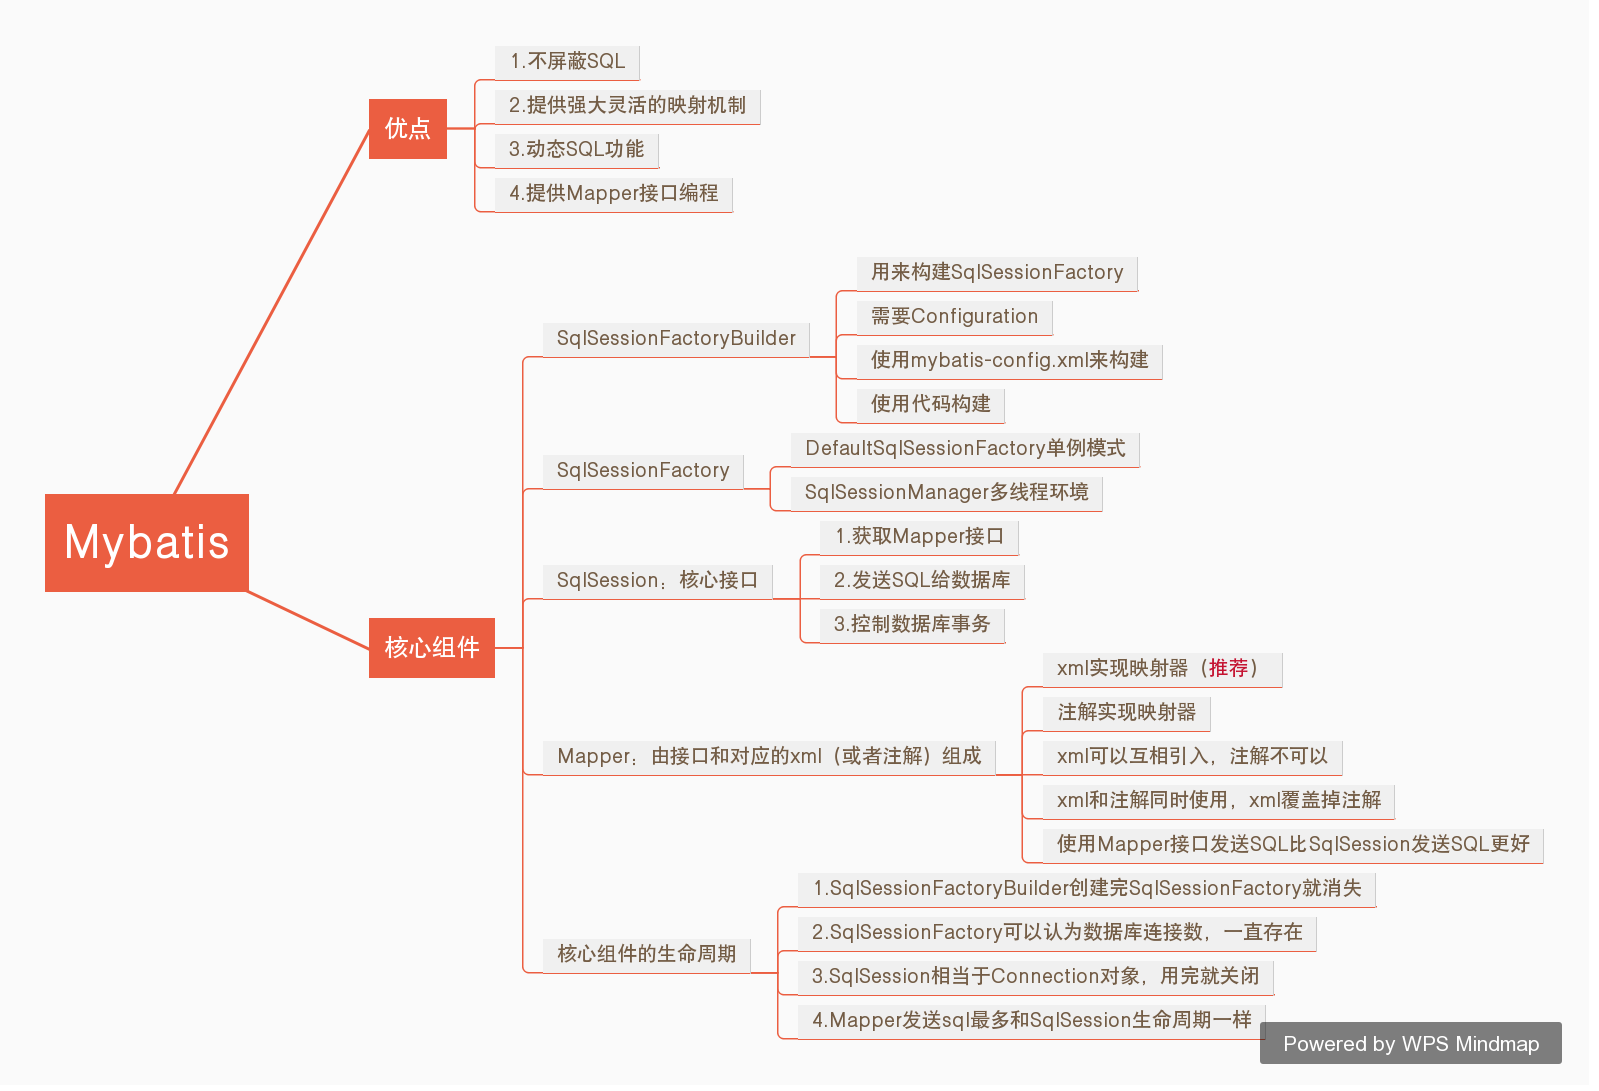 Mybatis
优点
1.不屏蔽SQL
2.提供强大灵活的映射机制
3.动态SQL功能
4.提供Mapper接口编程
核心组件
SqlSessionFactoryBuilder
用来构建SqlSessionFactory
需要Configuration
使用mybatis-config.xml来构建
使用代码构建
SqlSessionFactory
DefaultSqlSessionFactory单例模式
SqlSessionManager多线程环境
SqlSession：核心接口
1.获取Mapper接口
2.发送SQL给数据库
3.控制数据库事务
Mapper：由接口和对应的xml（或者注解）组成
xml实现映射器（推荐）
注解实现映射器
xml可以互相引入，注解不可以
xml和注解同时使用，xml覆盖掉注解
使用Mapper接口发送SQL比SqlSession发送SQL更好
核心组件的生命周期
1.SqlSessionFactoryBuilder创建完SqlSessionFactory就消失
2.SqlSessionFactory可以认为数据库连接数，一直存在
3.SqlSession相当于Connection对象，用完就关闭
4.Mapper发送sql最多和SqlSession生命周期一样
Powered by WPS Mindmap